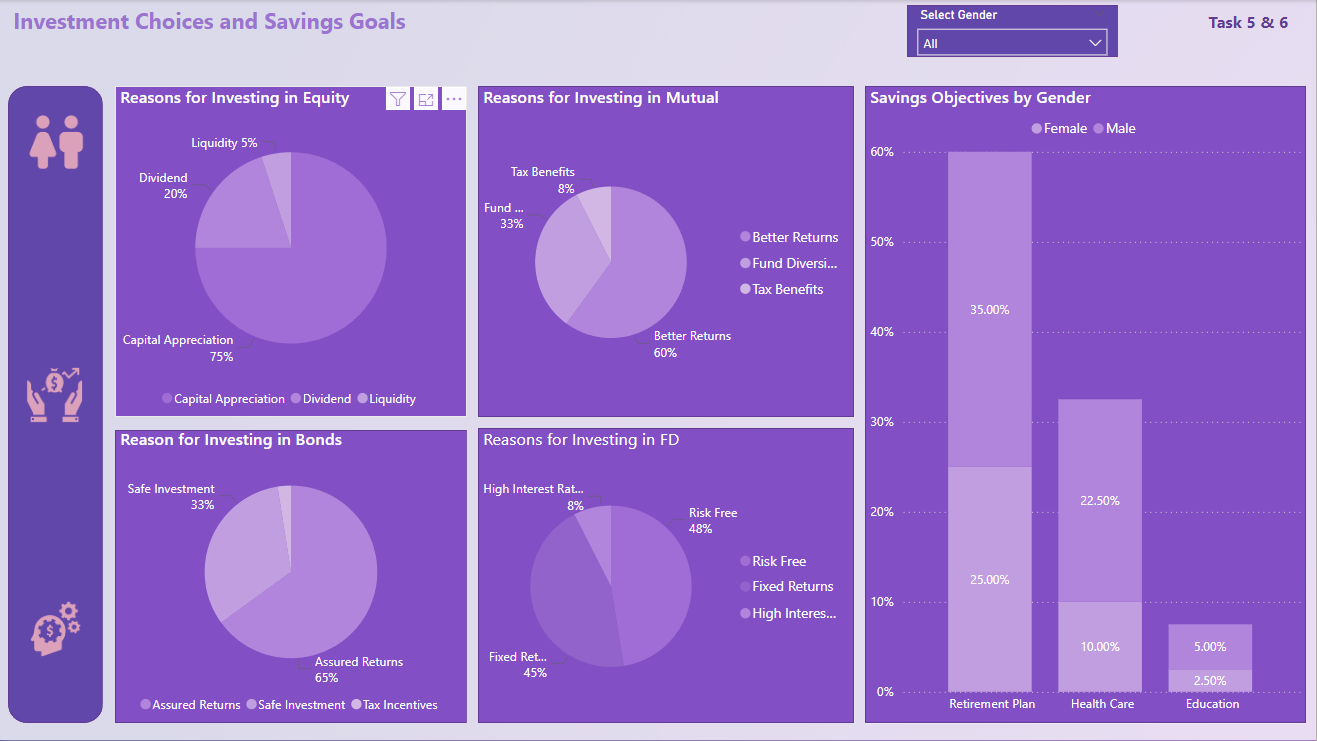 Investment Choices and Savings Goals
Select Gender
All
Task 5 & 6
Reasons for Investing in Equity
Liquidity 5%
Dividend
20%
Capital Appreciation
75%
Capital Appreciation Dividend Liquidity
Reasons for Investing in Mutual
Tax Benefits
8%
Fund ...
33%
Better Returns
60%
Better Returns
Fund Diversi...
Tax Benefits
Reason for Investing in Bonds
Safe Investment
33%
Assured Returns
65%
Assured Returns Safe Investment Tax Incentives
Reasons for Investing in FD
High Interest Rat...
8%
Risk Free
48%
Fixed Ret...
45%
Risk Free
Fixed Returns
High Interes...
Savings Objectives by Gender
Female Male
60%
50%
40%
30%
20%
10%
0%
35.00%
25.00%
22.50%
10.00%
5.00%
2.50%
Retirement Plan Health Care Education
$
$